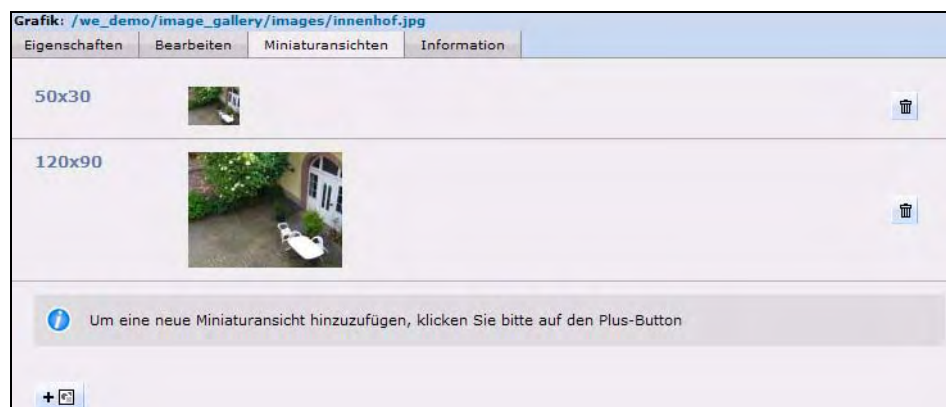 Grafik: /we_demo/image_gallery/images/innenhof.jpg
Eigenschaften Bearbeiten Miniaturansichten Information
50x30
120x90
Um eine neue Miniaturansicht hinzuzufügen, klicken Sie bitte auf den Plus-Button
+